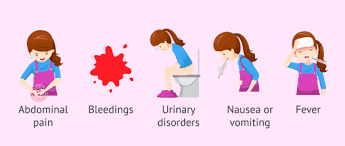 Abdominal pain
Bleedings
Urinary disorders
Nausea or vomiting
Fever